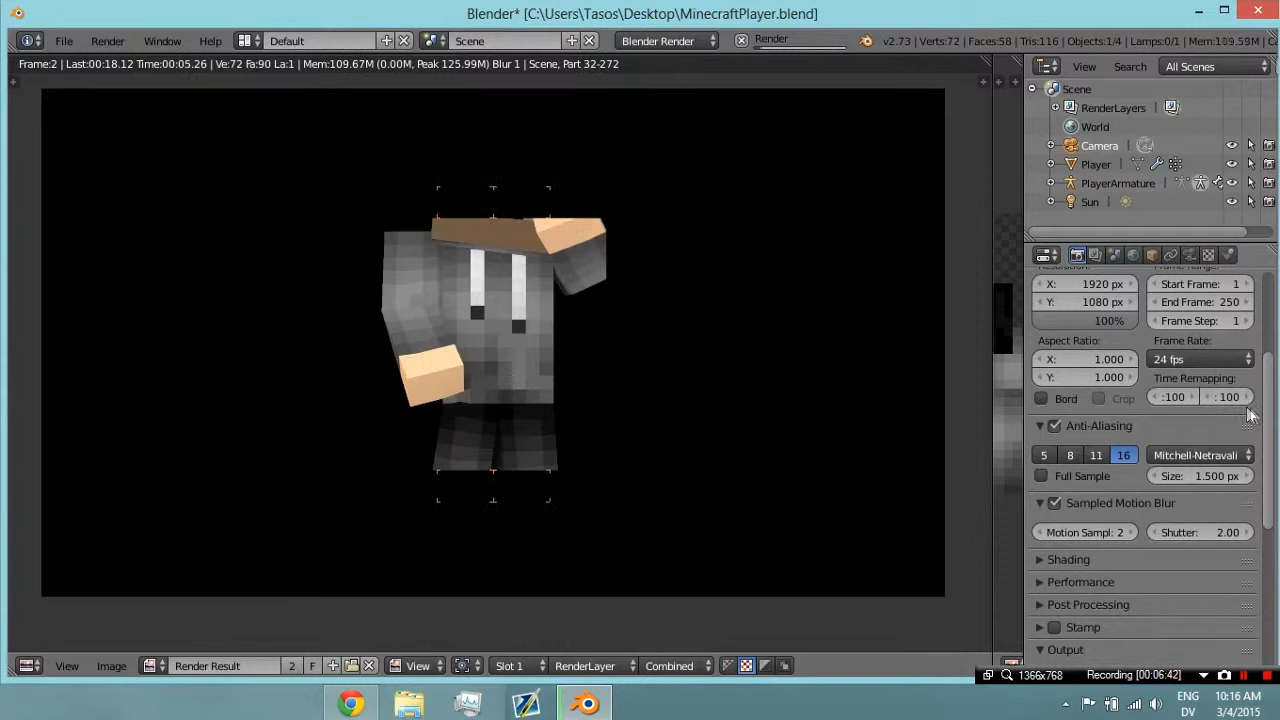 Blender* [C:\Users\Tasos\Desktop\MinecraftPlayer.blend]
File Render Window Help Default Scene Blender Render Render v2.73 | Verts:72 | Faces:58 | Tris:116 | Objects:1/4 | Lamps:0/1 | Mem:109.58M
Frame:2 | Last:00:18.12 Time:00:05.26 | Ve:72 Fa:90 La:1 | Mem:109.67M (0.00M, Peak 125.99M) Blur 1 | Scene, Part 32-272
View Search All Scenes
Scene
RenderLayers
World
Camera
Player
PlayerArmature
Sun
Resolution: Frame Range:
X: 1920 px Start Frame: 1
Y: 1080 px End Frame: 250
100% Frame Step: 1
Aspect Ratio: Frame Rate:
X: 1.000 24 fps
Y: 1.000 Time Remapping:
Bord Crop :100 : 100
Anti-Aliasing
5 8 11 16 Mitchell-Netravali
Full Sample Size: 1.500 px
Sampled Motion Blur
Motion Sampl: 2 Shutter: 2.00
Shading
Performance
Post Processing
Stamp
Output
View Image Render Result 2 F View Slot 1 RenderLayer Combined
1366x768 Recording [00:06:42]
ENG 10:16 AM
DV 3/4/2015